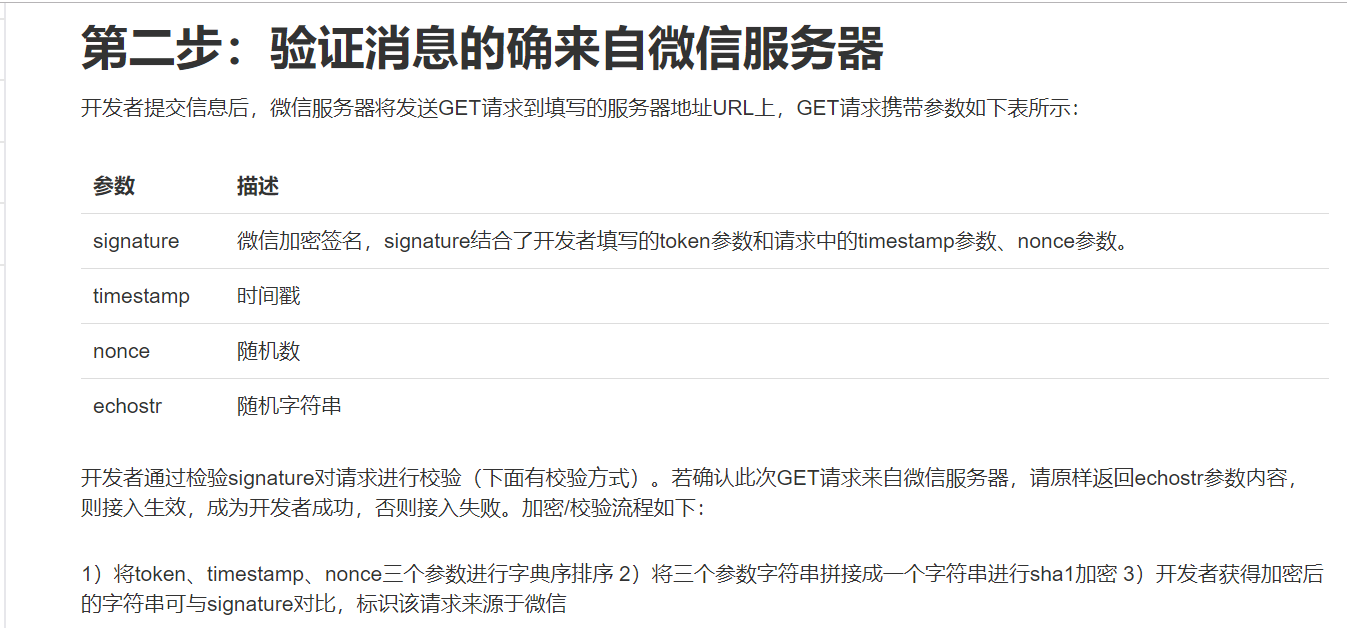 第二步：验证消息的确来自微信服务器
开发者提交信息后，微信服务器将发送GET请求到填写的服务器地址URL上，GET请求携带参数如下表所示：
参数 描述
signature 微信加密签名，signature结合了开发者填写的token参数和请求中的timestamp参数、nonce参数。
timestamp 时间戳
nonce 随机数
echostr 随机字符串
开发者通过检验signature对请求进行校验（下面有校验方式）。若确认此次GET请求来自微信服务器，请原样返回echostr参数内容，
则接入生效，成为开发者成功，否则接入失败。加密/校验流程如下：
1）将token、timestamp、nonce三个参数进行字典序排序 2）将三个参数字符串拼接成一个字符串进行sha1加密 3）开发者获得加密后
的字符串可与signature对比，标识该请求来源于微信